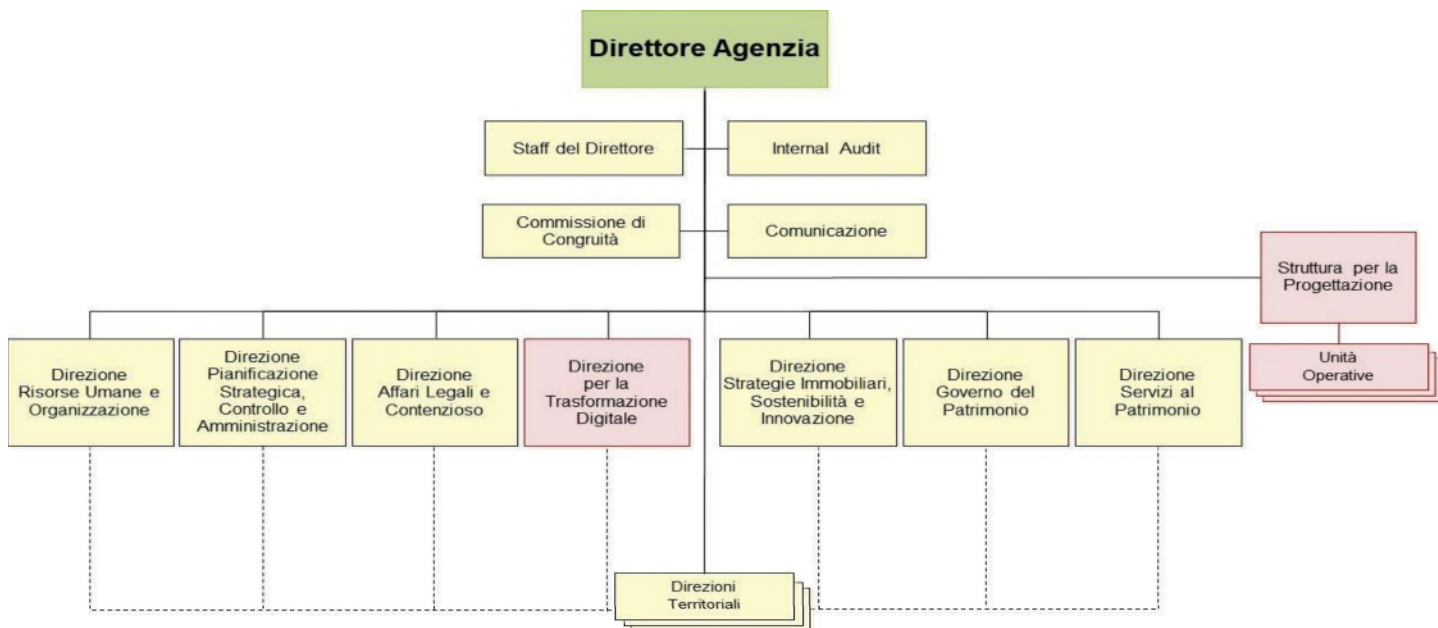 Direttore Agenzia
Staff del Direttore
Internal Audit
Commissione di
Congruità
Comunicazione
Struttura per la
Progettazione
Direzione
Risorse Umane e
Organizzazione
Direzione
Pianificazione
Strategica,
Controllo e
Amministrazione
Direzione
Affari Legali e
Contenzioso
Direzione
per la
Trasformazione
Digitale
Direzione
Strategie Immobiliari,
Sostenibilità e
Innovazione
Direzione
Governo del
Patrimonio
Direzione
Servizi al
Patrimonio
Unità
Operative
Direzioni
Territoriali